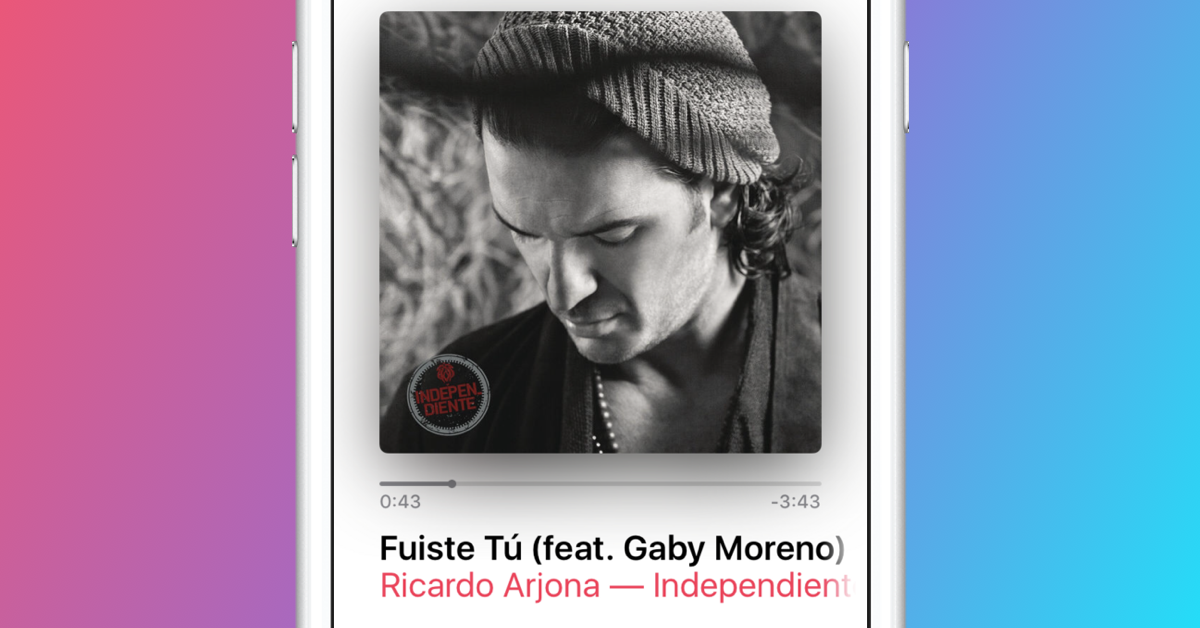 INDEPEN
DIENTE
0:43
-3:43
Fuiste Tú (feat. Gaby Moreno)
Ricardo Arjona — Independient